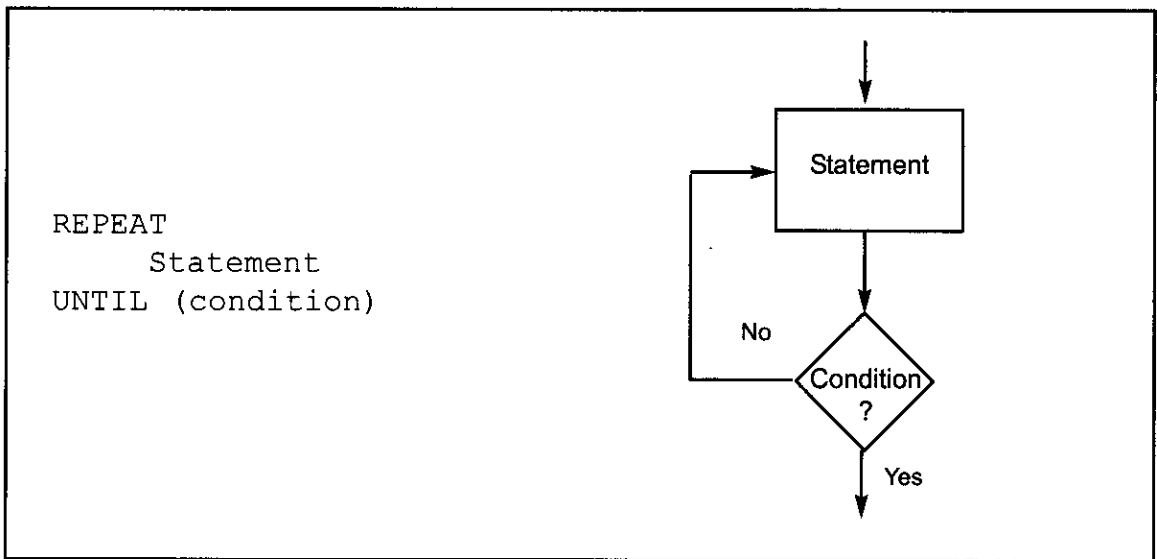 REPEAT
Statement
UNTIL (condition)
Statement
No
Condition
?
Yes